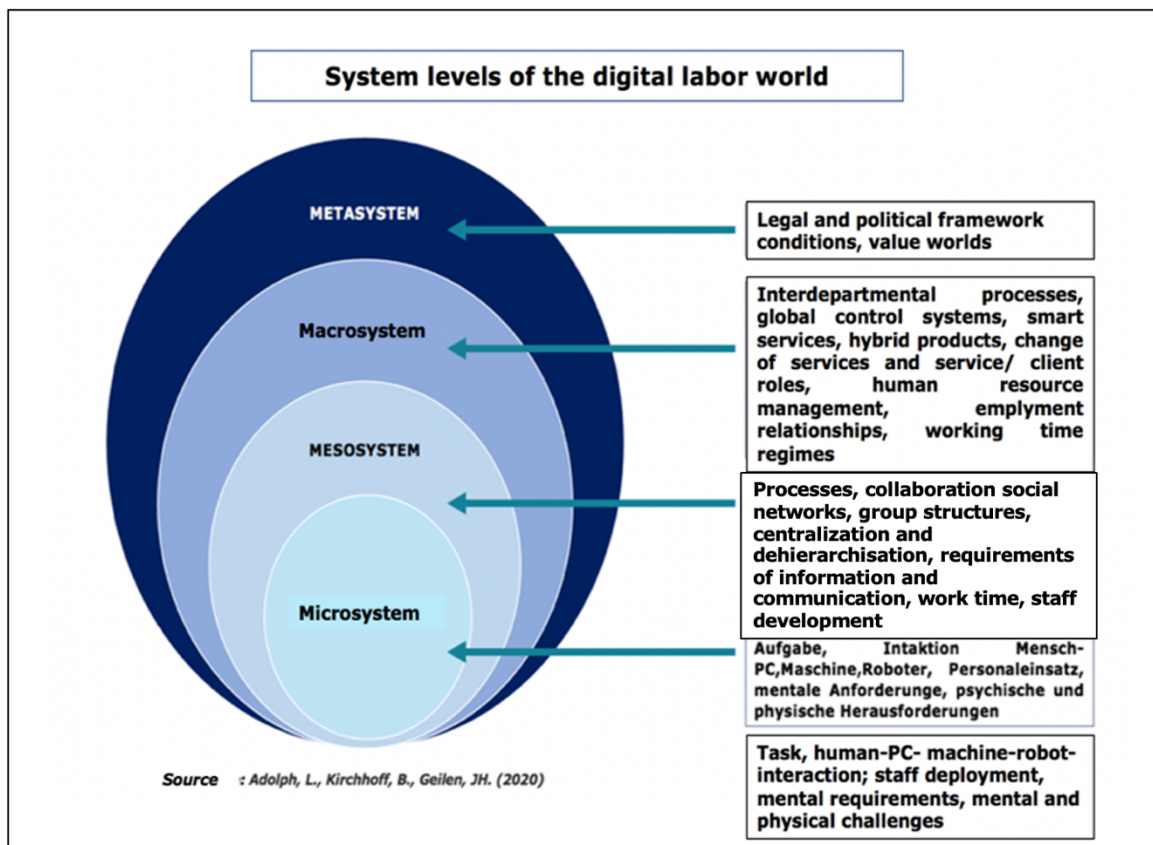 System levels of the digital labor world
METASYSTEM
Legal and political framework
conditions, value worlds
Macrosystem
Interdepartmental processes,
global control systems, smart
services, hybrid products, change
of services and service/ client
roles, human resource
management, emplyment
relationships, working time
regimes
MESOSYSTEM
Processes, collaboration social
networks, group structures,
centralization and
dehierarchisation, requirements
of information and
communication, work time, staff
development
Microsystem
Aufgabe, Intaktion Mensch-
PC,Maschine,Roboter, Personaleinsatz,
mentale Anforderunge, psychische und
physische Herausforderungen
Task, human-PC- machine-robot-
interaction; staff deployment,
mental requirements, mental and
physical challenges
Source : Adolph, L., Kirchhoff, B., Geilen, JH. (2020)